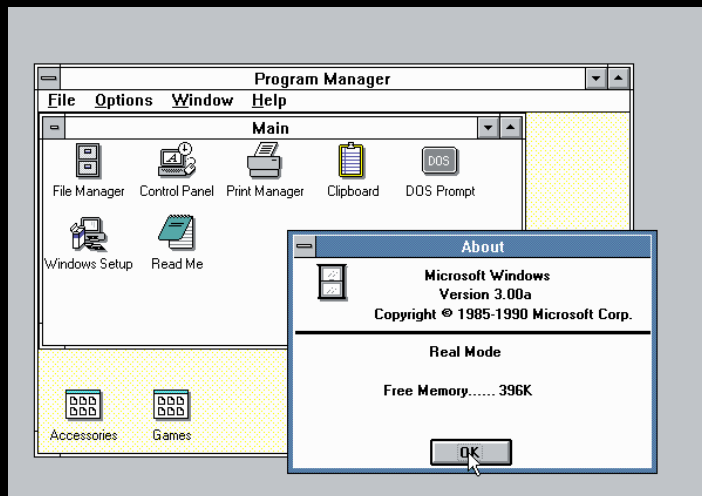 Program Manager
File Options Window Help
Main
File Manager Control Panel Print Manager Clipboard DOS Prompt
DOS
Windows Setup Read Me
About
Microsoft Windows
Version 3.00a
Copyright © 1985-1990 Microsoft Corp.
Real Mode
Free Memory...... 396K
OK
Accessories Games